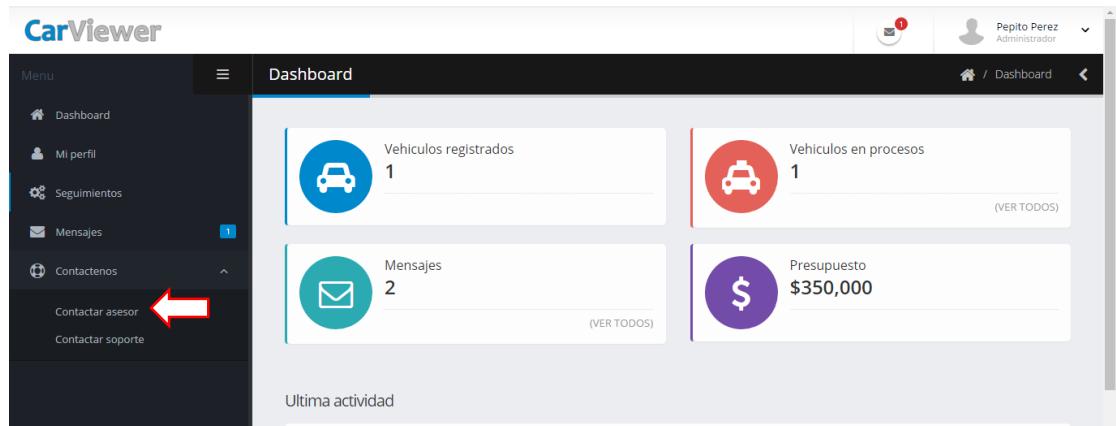 CarViewer
1
Pepito Perez
Administrador
Menu
Dashboard
/ Dashboard
Dashboard
Mi perfil
Seguimientos
Mensajes 1
Contactenos
Contactar asesor
Contactar soporte
Vehiculos registrados
1
Vehiculos en procesos
1
(VER TODOS)
Mensajes
2
(VER TODOS)
Presupuesto
$350,000
Ultima actividad